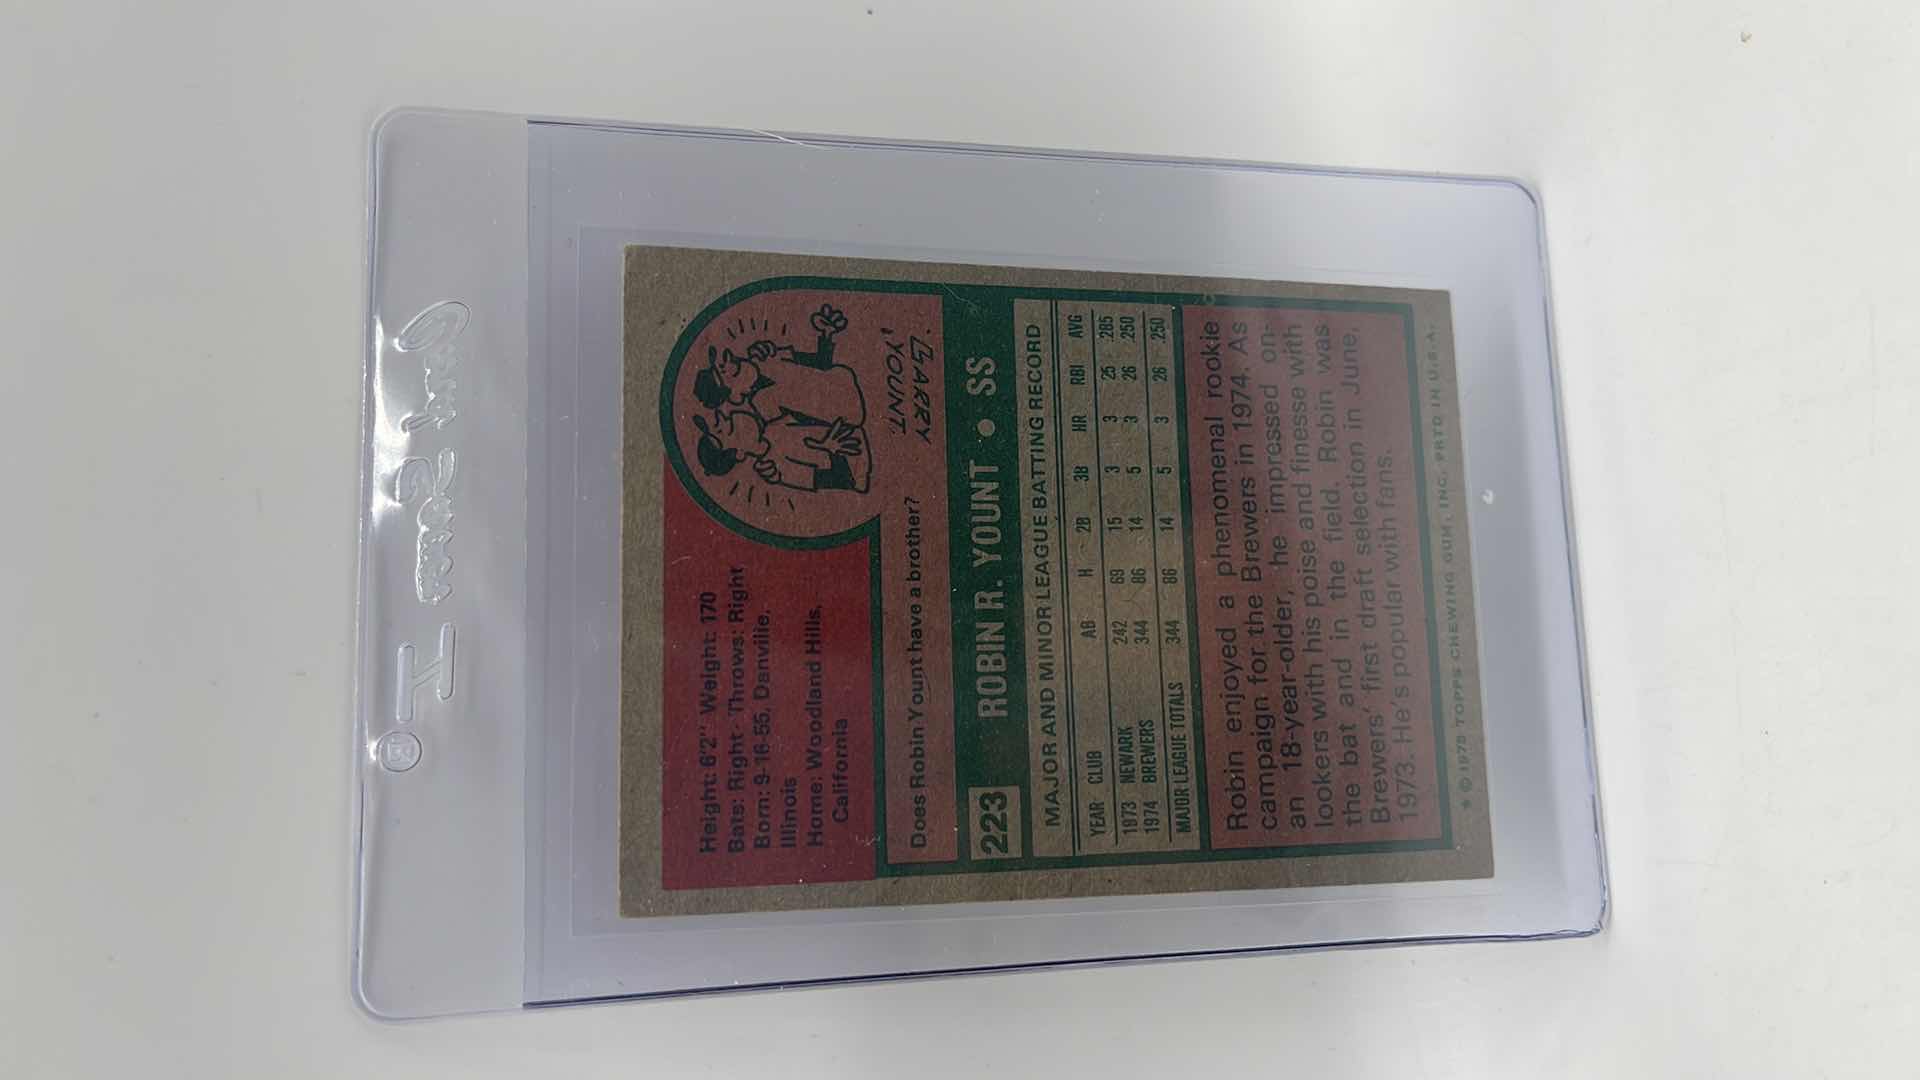 Height: 6'2" Weight: 170
Bats: Right · Throws: Right
Born: 9-16-55, Danville,
Illinois
Home: Woodland Hills,
California
Does Robin Yount have a brother?
'GARRY
YOUNT.'
223 ROBIN R. YOUNT • SS
MAJOR AND MINOR LEAGUE BATTING RECORD
YEAR CLUB AB H 2B 3B HR RBI AVG
1973 NEWARK 242 69 15 3 3 25 .285
1974 BREWERS 344 86 14 5 3 26 .250
MAJOR LEAGUE TOTALS 344 86 14 5 3 26 .250
Robin enjoyed a phenomenal rookie
campaign for the Brewers in 1974. As
an 18-year-older, he impressed on-
lookers with his poise and finesse with
the bat and in the field. Robin was
Brewers' first draft selection in June,
1973. He's popular with fans.
★ © 1975 TOPPS CHEWING GUM, INC. PRTD IN U.S.A.